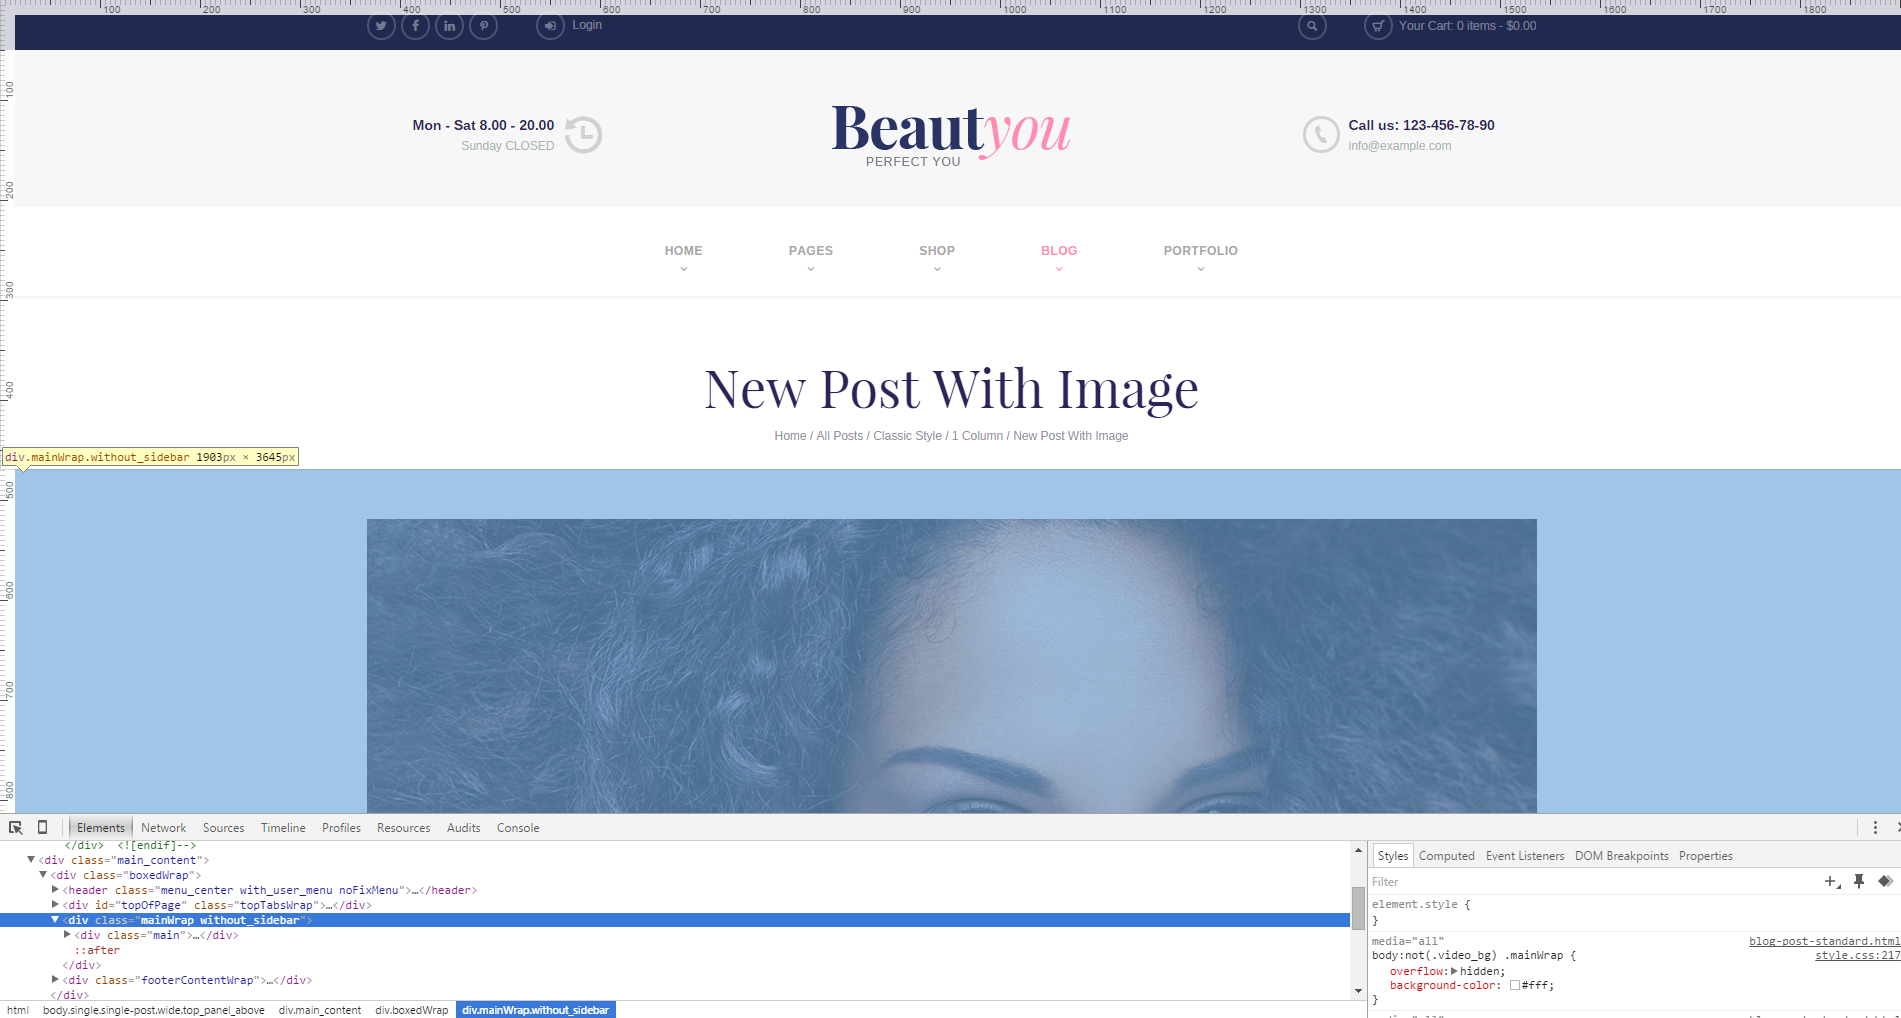 100 200 300 400 500 600 700 800 900 1000 1100 1200 1300 1400 1500 1600 1700 1800
Login
Your Cart: 0 items - $0.00
100
Mon - Sat 8.00 - 20.00
Sunday CLOSED
Beautyou
PERFECT YOU
Call us: 123-456-78-90
info@example.com
200
HOME PAGES SHOP BLOG PORTFOLIO
300
New Post With Image
400
Home / All Posts / Classic Style / 1 Column / New Post With Image
div.mainWrap.without_sidebar 1903px × 3645px
500
600
700
800
Elements Network Sources Timeline Profiles Resources Audits Console
</div> <![endif]-->
<div class="main_content">
<div class="boxedWrap">
<header class="menu_center with_user_menu noFixMenu">…</header>
<div id="topOfPage" class="topTabsWrap">…</div>
<div class="mainWrap without_sidebar">
<div class="main">…</div>
::after
</div>
<div class="footerContentWrap">…</div>
</div>
html body.single.single-post.wide.top_panel_above div.main_content div.boxedWrap div.mainWrap.without_sidebar
Styles Computed Event Listeners DOM Breakpoints Properties
Filter
element.style {
}
media="all" blog-post-standard.html
body:not(.video_bg) .mainWrap { style.css:217
overflow: hidden;
background-color: #fff;
}